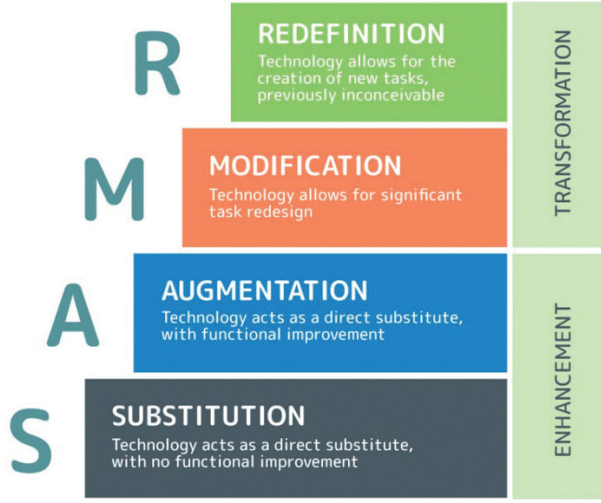 R
REDEFINITION
Technology allows for the
creation of new tasks,
previously inconceivable
TRANSFORMATION
M
MODIFICATION
Technology allows for significant
task redesign
A
AUGMENTATION
Technology acts as a direct substitute,
with functional improvement
ENHANCEMENT
S
SUBSTITUTION
Technology acts as a direct substitute,
with no functional improvement